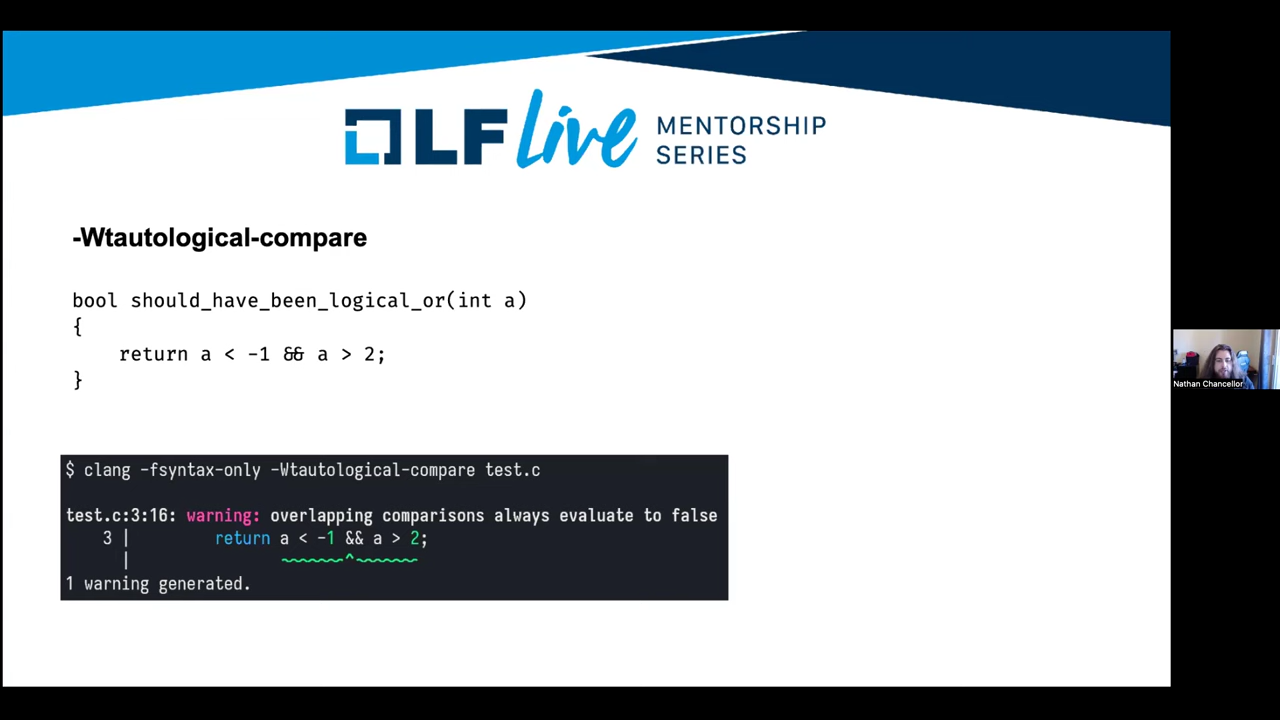 LF Live MENTORSHIP
SERIES
-Wtautological-compare
bool should_have_been_logical_or(int a)
{
return a < -1 && a > 2;
}
$ clang -fsyntax-only -Wtautological-compare test.c
test.c:3:16: warning: overlapping comparisons always evaluate to false
3 | return a < -1 && a > 2;
| ~~~~~~~^~~~~~~
1 warning generated.
Nathan Chancellor